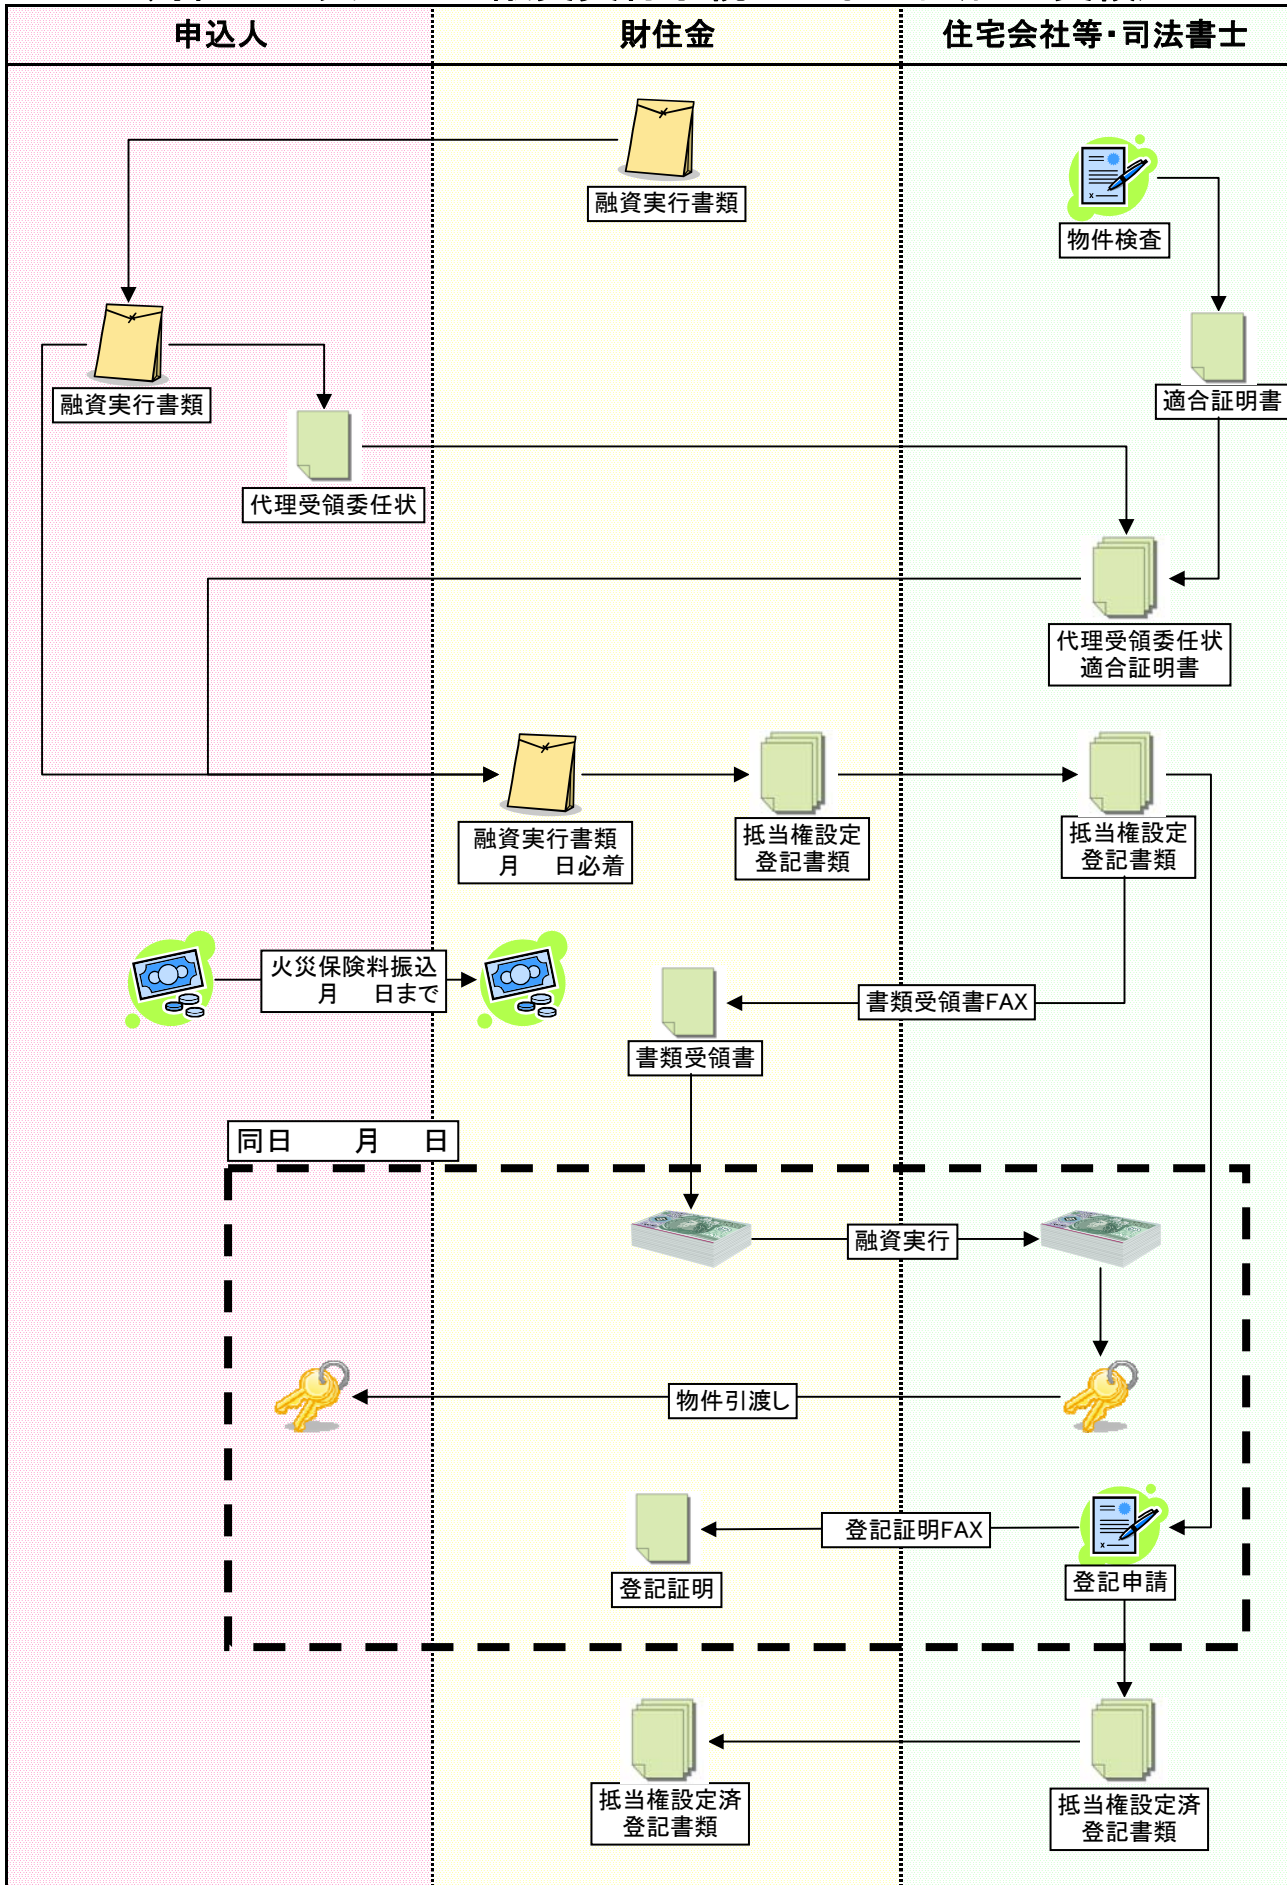 申込人
財住金
住宅会社等・司法書士
融資実行書類
物件検査
融資実行書類
適合証明書
代理受領委任状
代理受領委任状
適合証明書
融資実行書類
月　日必着
抵当権設定
登記書類
抵当権設定
登記書類
火災保険料振込
月　日まで
書類受領書FAX
書類受領書
同日　月　日
融資実行
物件引渡し
登記証明FAX
登記証明
登記申請
抵当権設定済
登記書類
抵当権設定済
登記書類